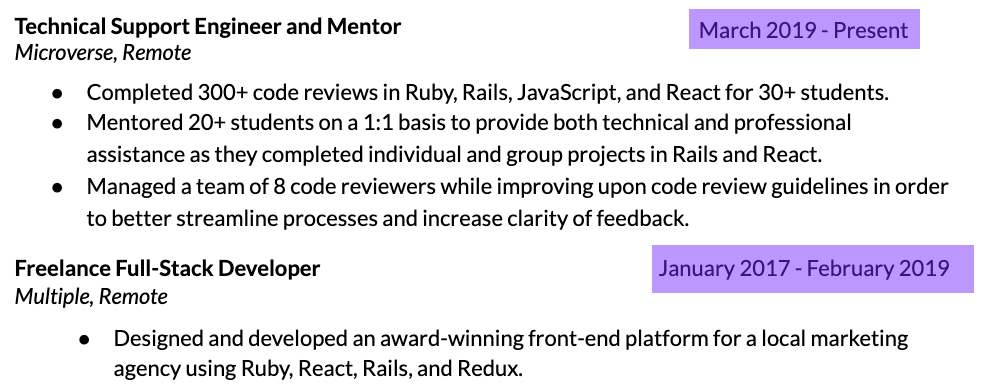 Technical Support Engineer and Mentor March 2019 - Present
Microverse, Remote
● Completed 300+ code reviews in Ruby, Rails, JavaScript, and React for 30+ students.
● Mentored 20+ students on a 1:1 basis to provide both technical and professional
assistance as they completed individual and group projects in Rails and React.
● Managed a team of 8 code reviewers while improving upon code review guidelines in order
to better streamline processes and increase clarity of feedback.
Freelance Full-Stack Developer January 2017 - February 2019
Multiple, Remote
● Designed and developed an award-winning front-end platform for a local marketing
agency using Ruby, React, Rails, and Redux.